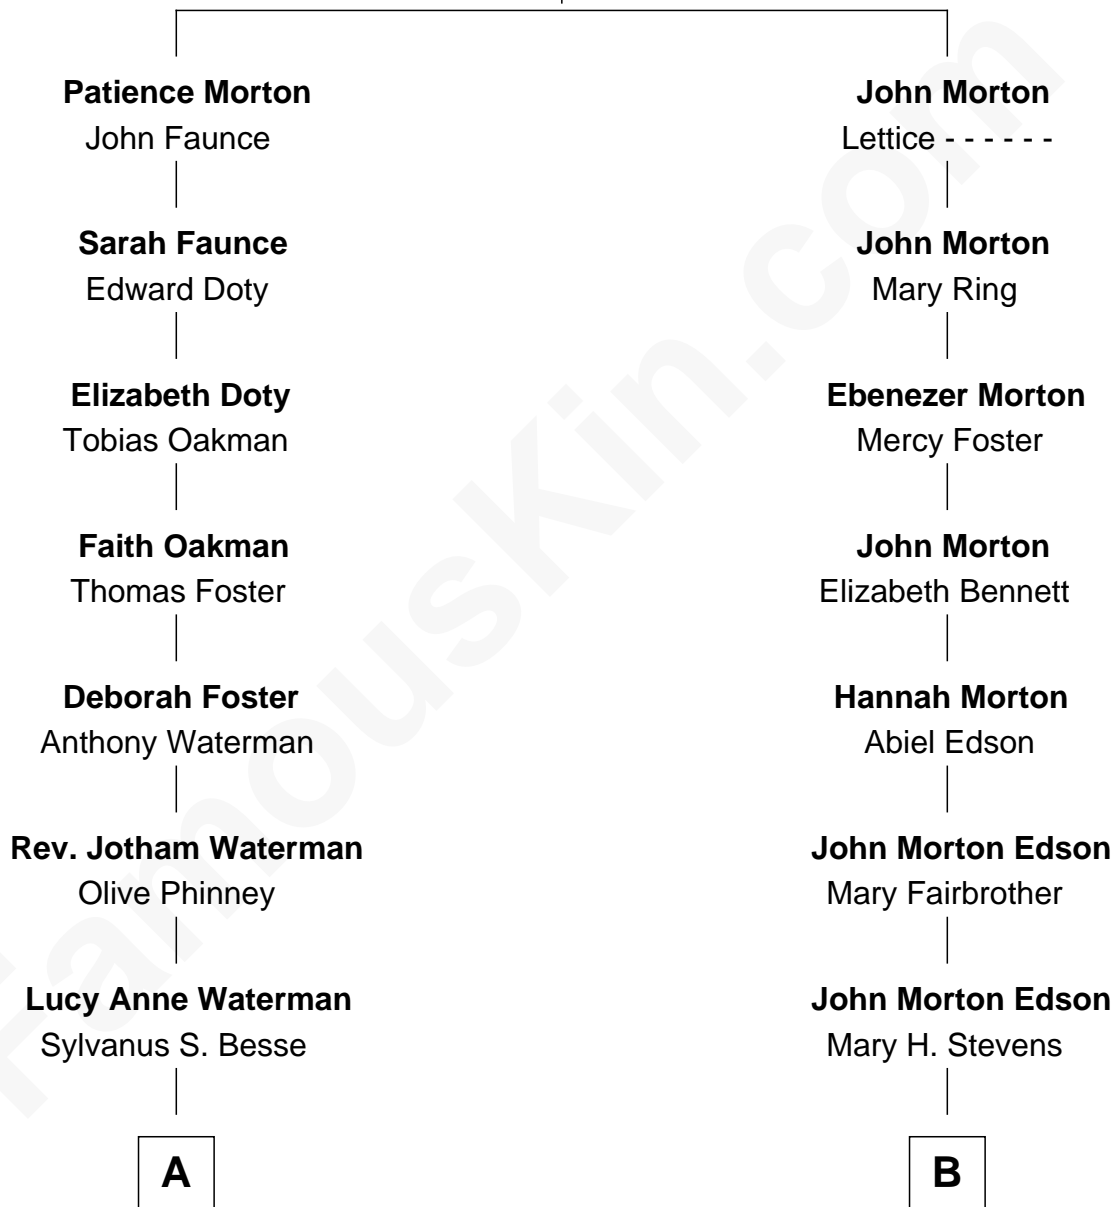 Patience Morton
John Faunce
Sarah Faunce
Edward Doty
Elizabeth Doty
Tobias Oakman
Faith Oakman
Thomas Foster
Deborah Foster
Anthony Waterman
Rev. Jotham Waterman
Olive Phinney
Lucy Anne Waterman
Sylvanus S. Besse
A
John Morton
Lettice - - - - - -
John Morton
Mary Ring
Ebenezer Morton
Mercy Foster
John Morton
Elizabeth Bennett
Hannah Morton
Abiel Edson
John Morton Edson
Mary Fairbrother
John Morton Edson
Mary H. Stevens
B
FamousKin.com